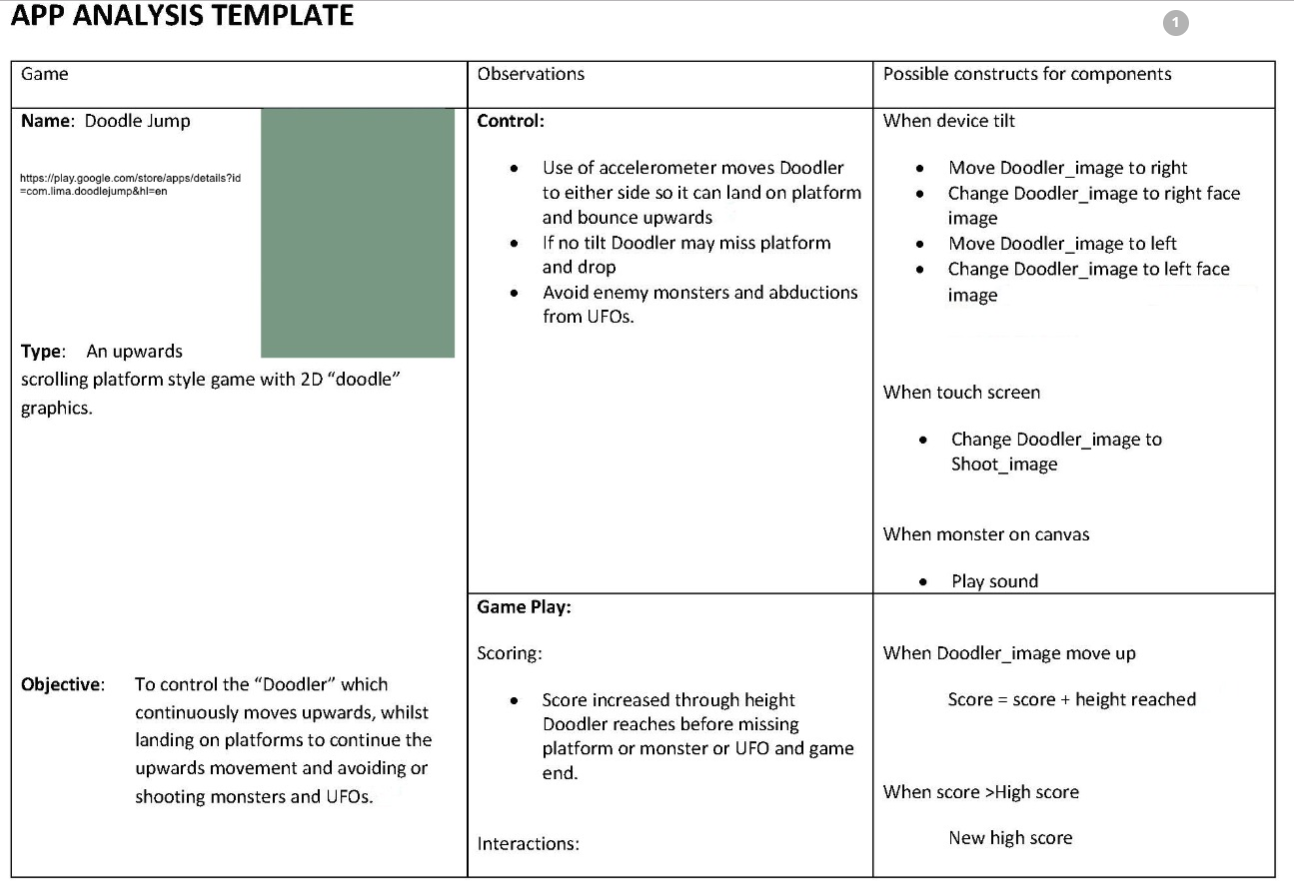 APP ANALYSIS TEMPLATE
1
Game
Observations
Possible constructs for components
Name: Doodle Jump
https://play.google.com/store/apps/details?id
=com.lima.doodlejump&hl=en
Type: An upwards
scrolling platform style game with 2D “doodle”
graphics.
Objective: To control the “Doodler” which
continuously moves upwards, whilst
landing on platforms to continue the
upwards movement and avoiding or
shooting monsters and UFOs.
Control:
• Use of accelerometer moves Doodler
to either side so it can land on platform
and bounce upwards
• If no tilt Doodler may miss platform
and drop
• Avoid enemy monsters and abductions
from UFOs.
When device tilt
• Move Doodler_image to right
• Change Doodler_image to right face
image
• Move Doodler_image to left
• Change Doodler_image to left face
image
When touch screen
• Change Doodler_image to
Shoot_image
When monster on canvas
• Play sound
Game Play:
Scoring:
• Score increased through height
Doodler reaches before missing
platform or monster or UFO and game
end.
Interactions:
When Doodler_image move up
Score = score + height reached
When score >High score
New high score